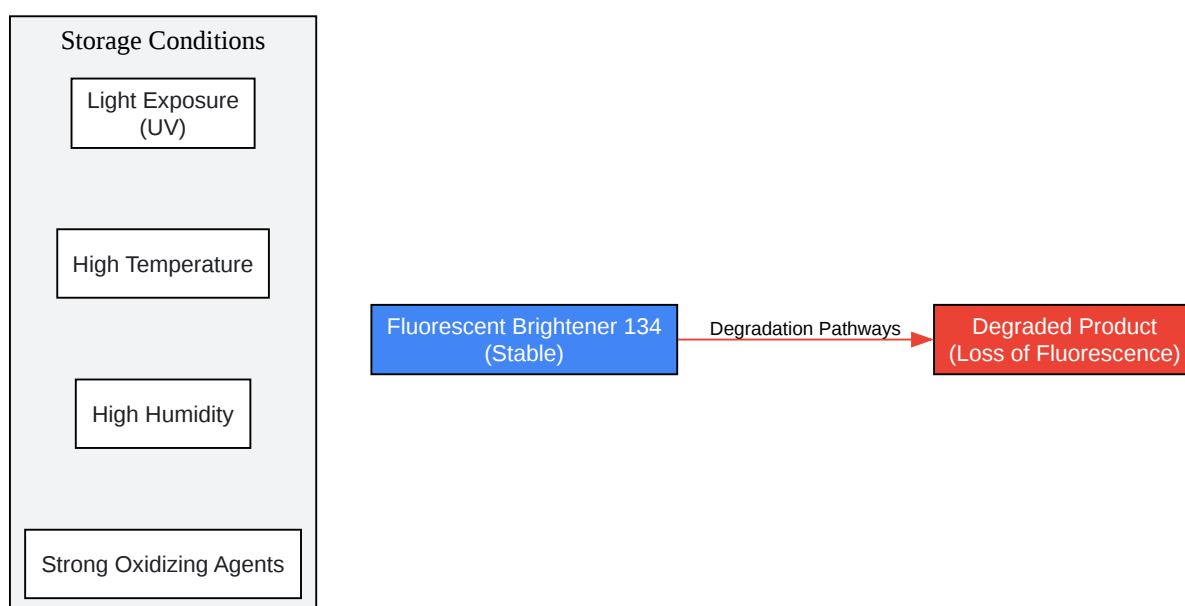 Storage Conditions
Light Exposure
(UV)
High Temperature
High Humidity
Strong Oxidizing Agents
Fluorescent Brightener 134
(Stable)
Degradation Pathways
Degraded Product
(Loss of Fluorescence)